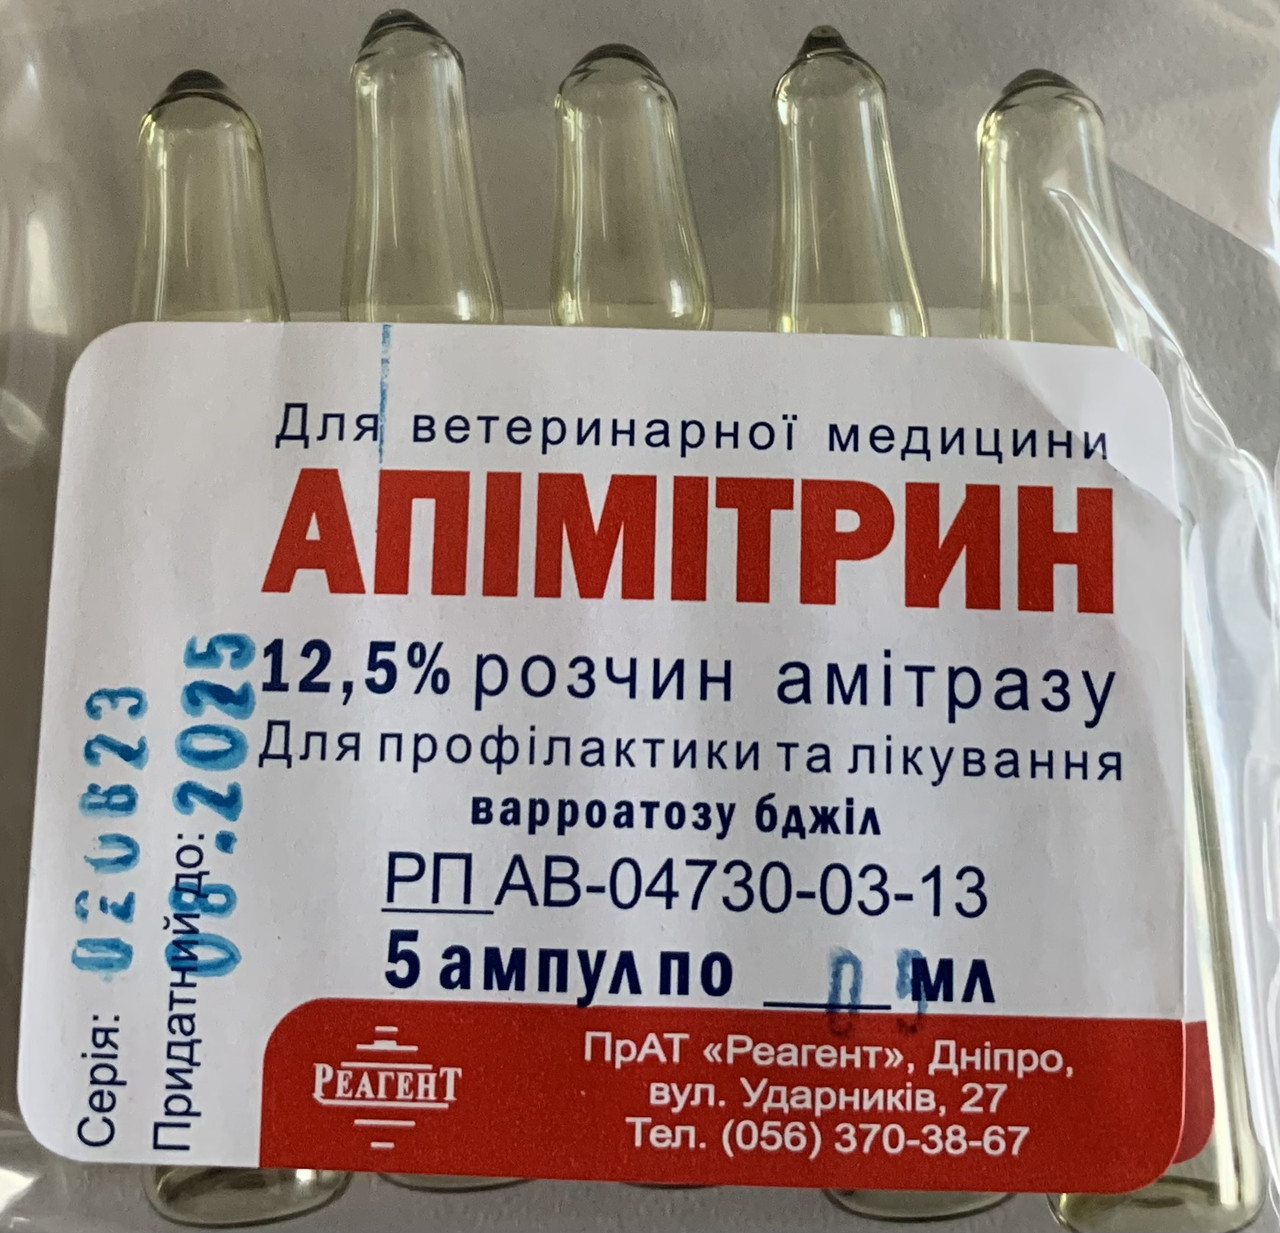 Для ветеринарної медицини
АПІМІТРИН
12,5% розчин амітразу
Для профілактики та лікування
варроатозу бджіл
РП АВ-04730-03-13
5 ампул по мл
РЕАГЕНТ
ПрАТ «Реагент», Дніпро,
вул. Ударників, 27
Тел. (056) 370-38-67
Серія: 020823
Придатний до: 08.2025